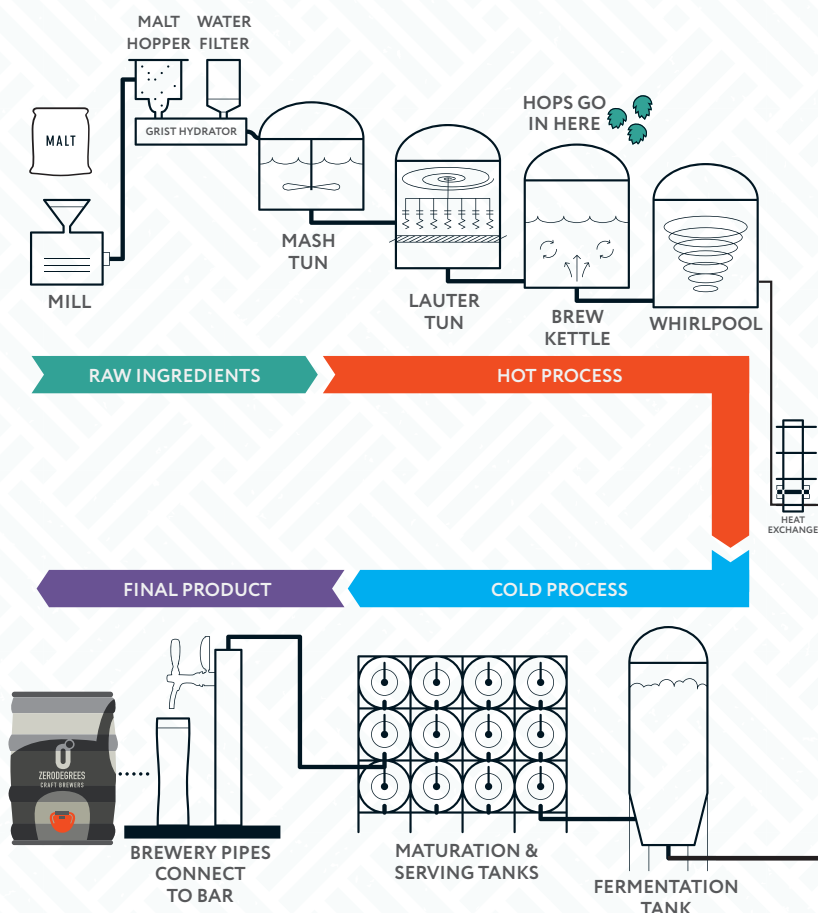 MALT
HOPPER
WATER
FILTER
HOPS GO
IN HERE
MALT
GRIST HYDRATOR
MASH
TUN
MILL
LAUTER
TUN
BREW
KETTLE
WHIRLPOOL
RAW INGREDIENTS
HOT PROCESS
HEAT
EXCHANGE
FINAL PRODUCT
COLD PROCESS
ZERODEGREES
CRAFT BREWERS
BREWERY PIPES
CONNECT
TO BAR
MATURATION &
SERVING TANKS
FERMENTATION
TANK